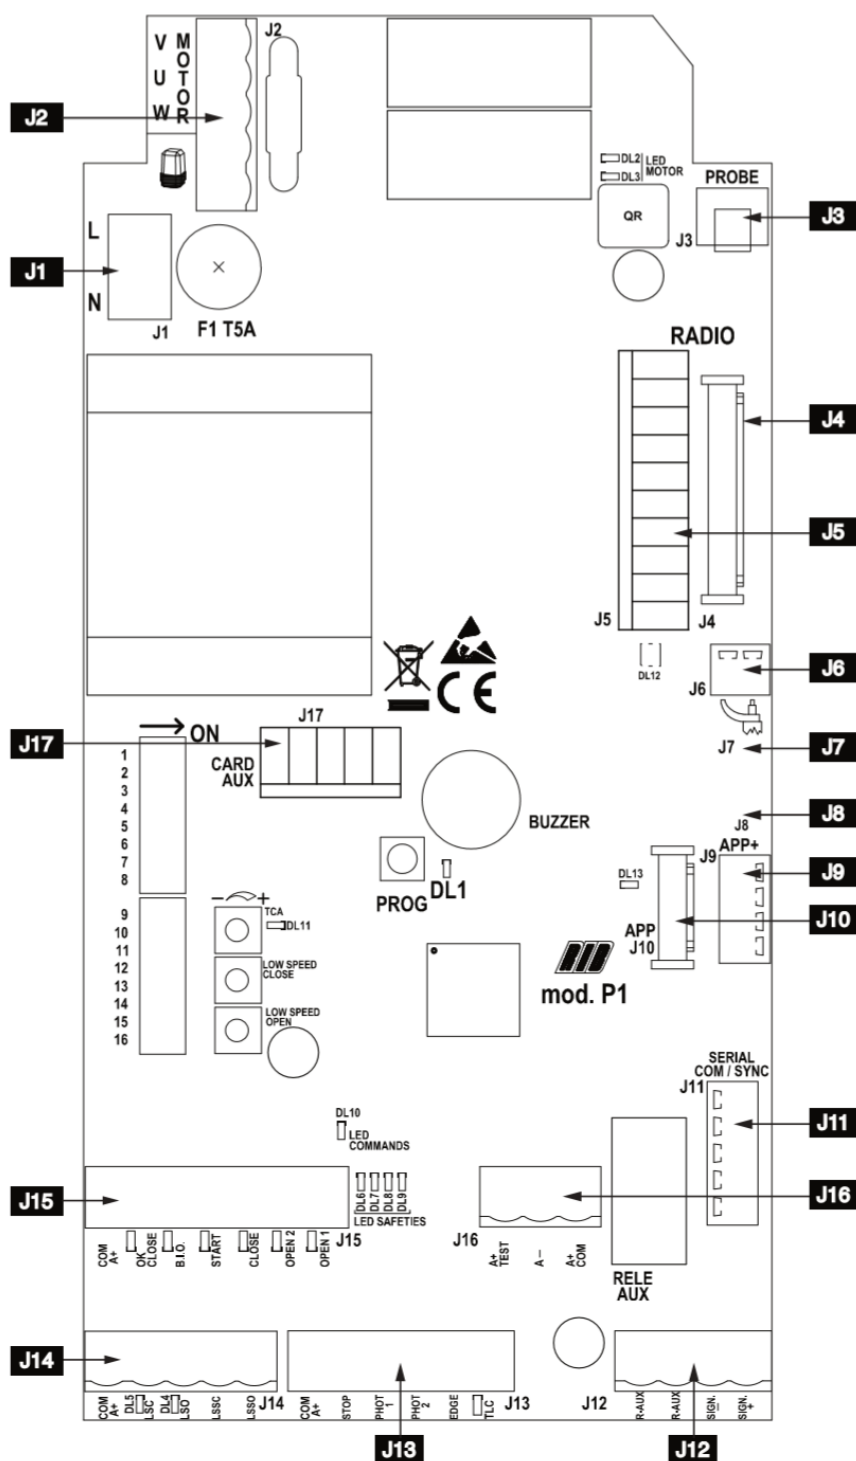 V MOTOR
U
W
J2
J2
DL2
DL3
LED
MOTOR
PROBE
QR
J3
J3
L
N
J1
J1
F1 T5A
RADIO
J4
J5
J5
J4
DL12
J6
J6
J7
J7
J17
J17
CARD
AUX
ON
1
2
3
4
5
6
7
8
9
10
11
12
13
14
15
16
CE
BUZZER
PROG
DL1
J8
J8
J9
APP+
J9
DL13
APP
J10
J10
− +
TCA
DL11
LOW SPEED
CLOSE
LOW SPEED
OPEN
mod. P1
SERIAL
COM / SYNC
J11
J11
DL10
LED
COMMANDS
DL6
DL7
DL8
DL9
LED SAFETIES
J15
J15
COM
A+
OK
CLOSE
B.I.O.
START
CLOSE
OPEN 2
OPEN 1
J16
J16
A+
TEST
A−
A+
COM
RELE
AUX
J14
J14
COM
A+
DL5
LSC
DL4
LSO
LSSC
LSSO
COM
A+
STOP
PHOT
1
PHOT
2
EDGE
TLC
J13
J13
J12
R-AUX
R-AUX
SIGN.
−
SIGN.
+
J12